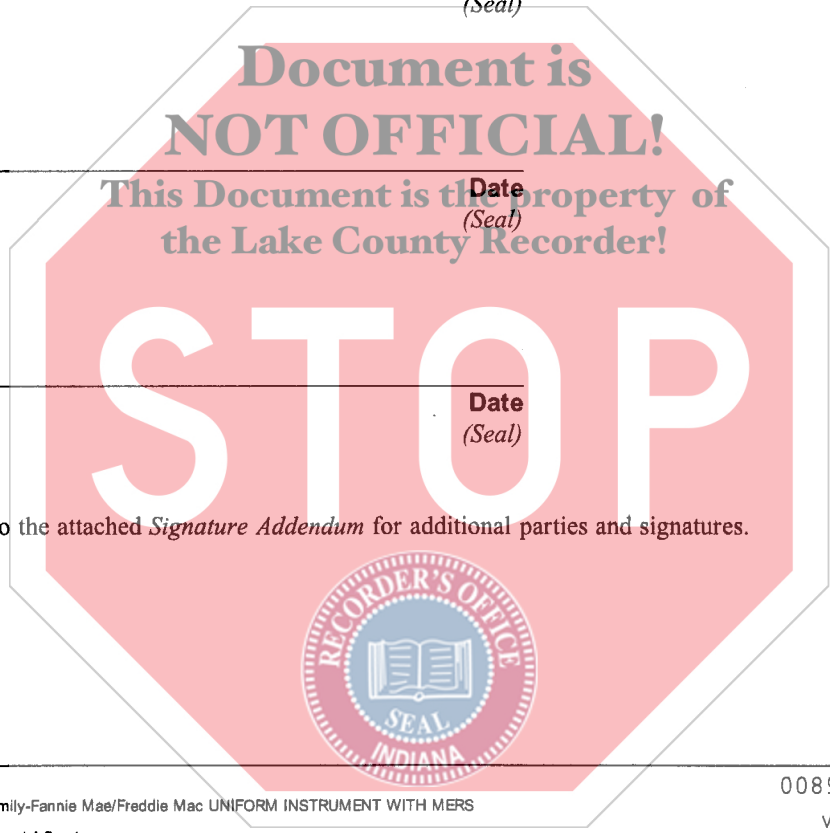 (Seal)
Document is
NOT OFFICIAL!
Date
This Document is the property of
(Seal)
the Lake County Recorder!
STOP
Date
(Seal)
the attached Signature Addendum for additional parties and signatures.
RECORDER'S OFFICE
SEAL
INDIANA
mily-Fannie Mae/Freddie Mac UNIFORM INSTRUMENT WITH MERS
008